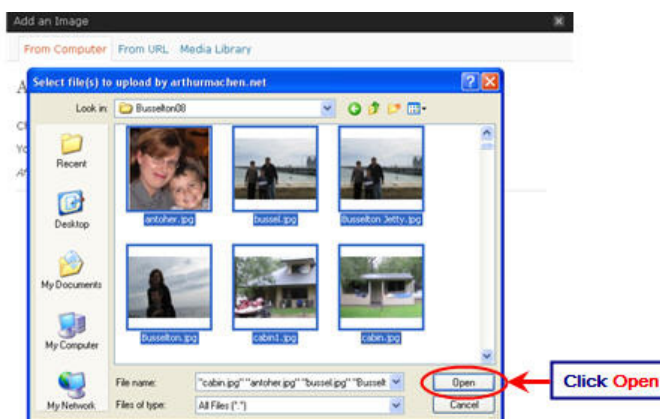 Add an Image
From Computer From URL Media Library
Select file(s) to upload by arthurmachen.net
Look in: Busselton08
Recent
Desktop
My Documents
My Computer
My Network
antoher.jpg bussel.jpg Busselton Jetty.jpg
Busselton.jpg cabin1.jpg cabin.jpg
File name: "cabin.jpg" "antoher.jpg" "bussel.jpg" "Busselt
Open
Files of type: All Files (*.*)
Cancel
Click Open